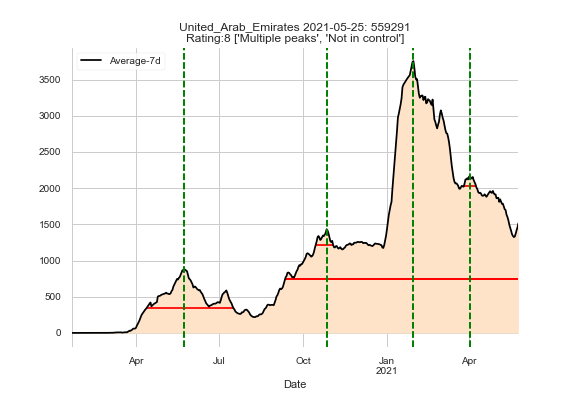 United_Arab_Emirates 2021-05-25: 559291
Rating:8 ['Multiple peaks', 'Not in control']
Average-7d
3500
3000
2500
2000
1500
1000
500
0
Apr
Jul
Oct
Jan
2021
Apr
Date